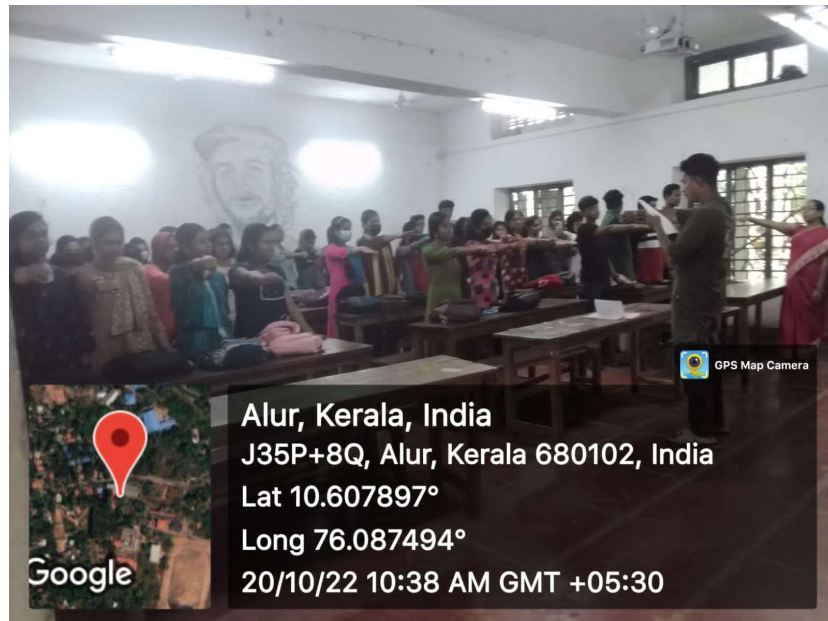 GPS Map Camera
Alur, Kerala, India
J35P+8Q, Alur, Kerala 680102, India
Lat 10.607897°
Long 76.087494°
20/10/22 10:38 AM GMT +05:30
Google